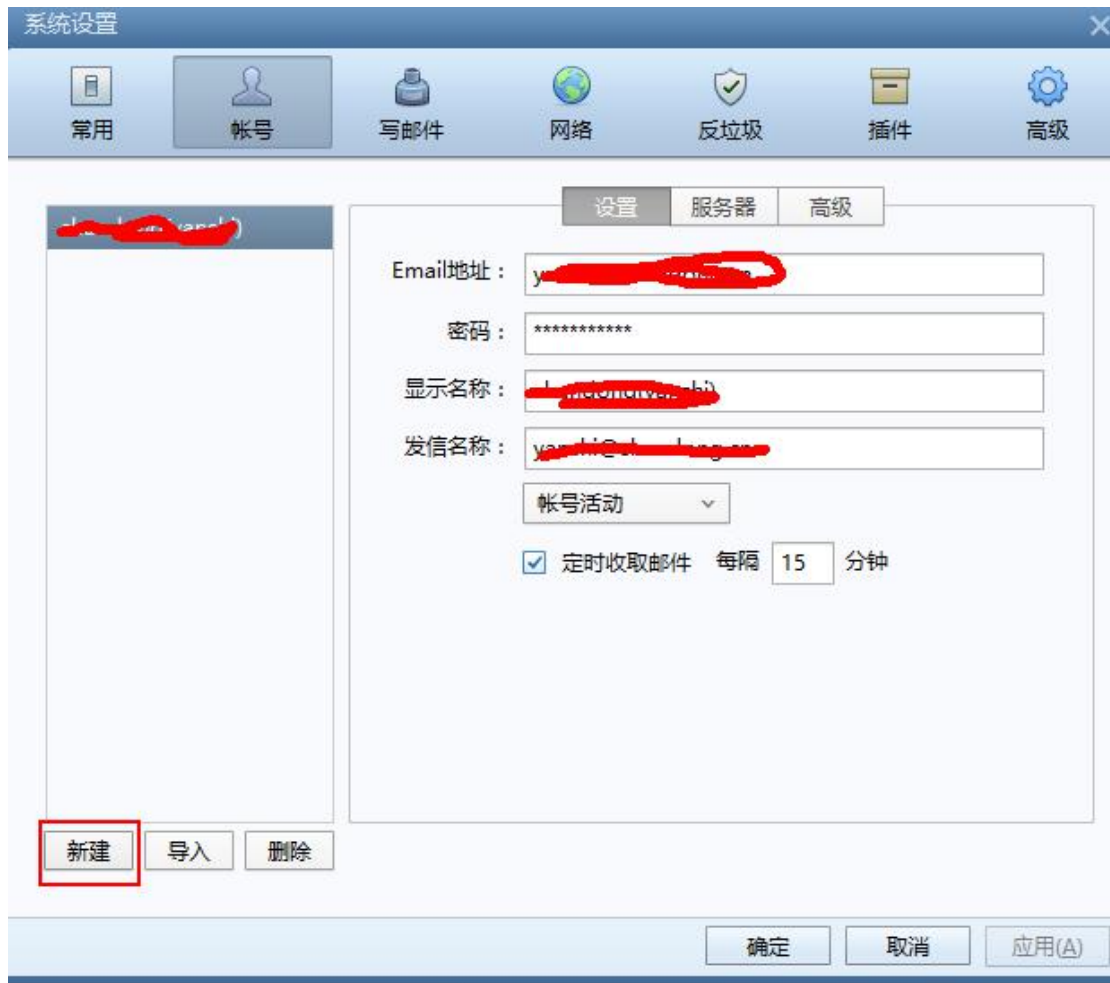 系统设置
常用 帐号 写邮件 网络 反垃圾 插件 高级
设置 服务器 高级
Email地址：
密码： ***********
显示名称：
发信名称：
帐号活动
定时收取邮件 每隔 15 分钟
新建 导入 删除
确定 取消 应用(A)